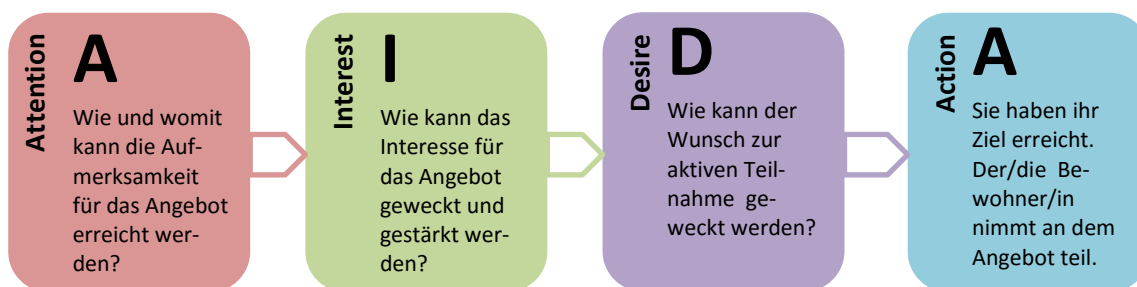 Attention
A
Wie und womit
kann die Auf-
merksamkeit
für das Angebot
erreicht wer-
den?
Interest
I
Wie kann das
Interesse für
das Angebot
geweckt und
gestärkt wer-
den?
Desire
D
Wie kann der
Wunsch zur
aktiven Teil-
nahme ge-
weckt werden?
Action
A
Sie haben ihr
Ziel erreicht.
Der/die Be-
wohner/in
nimmt an dem
Angebot teil.